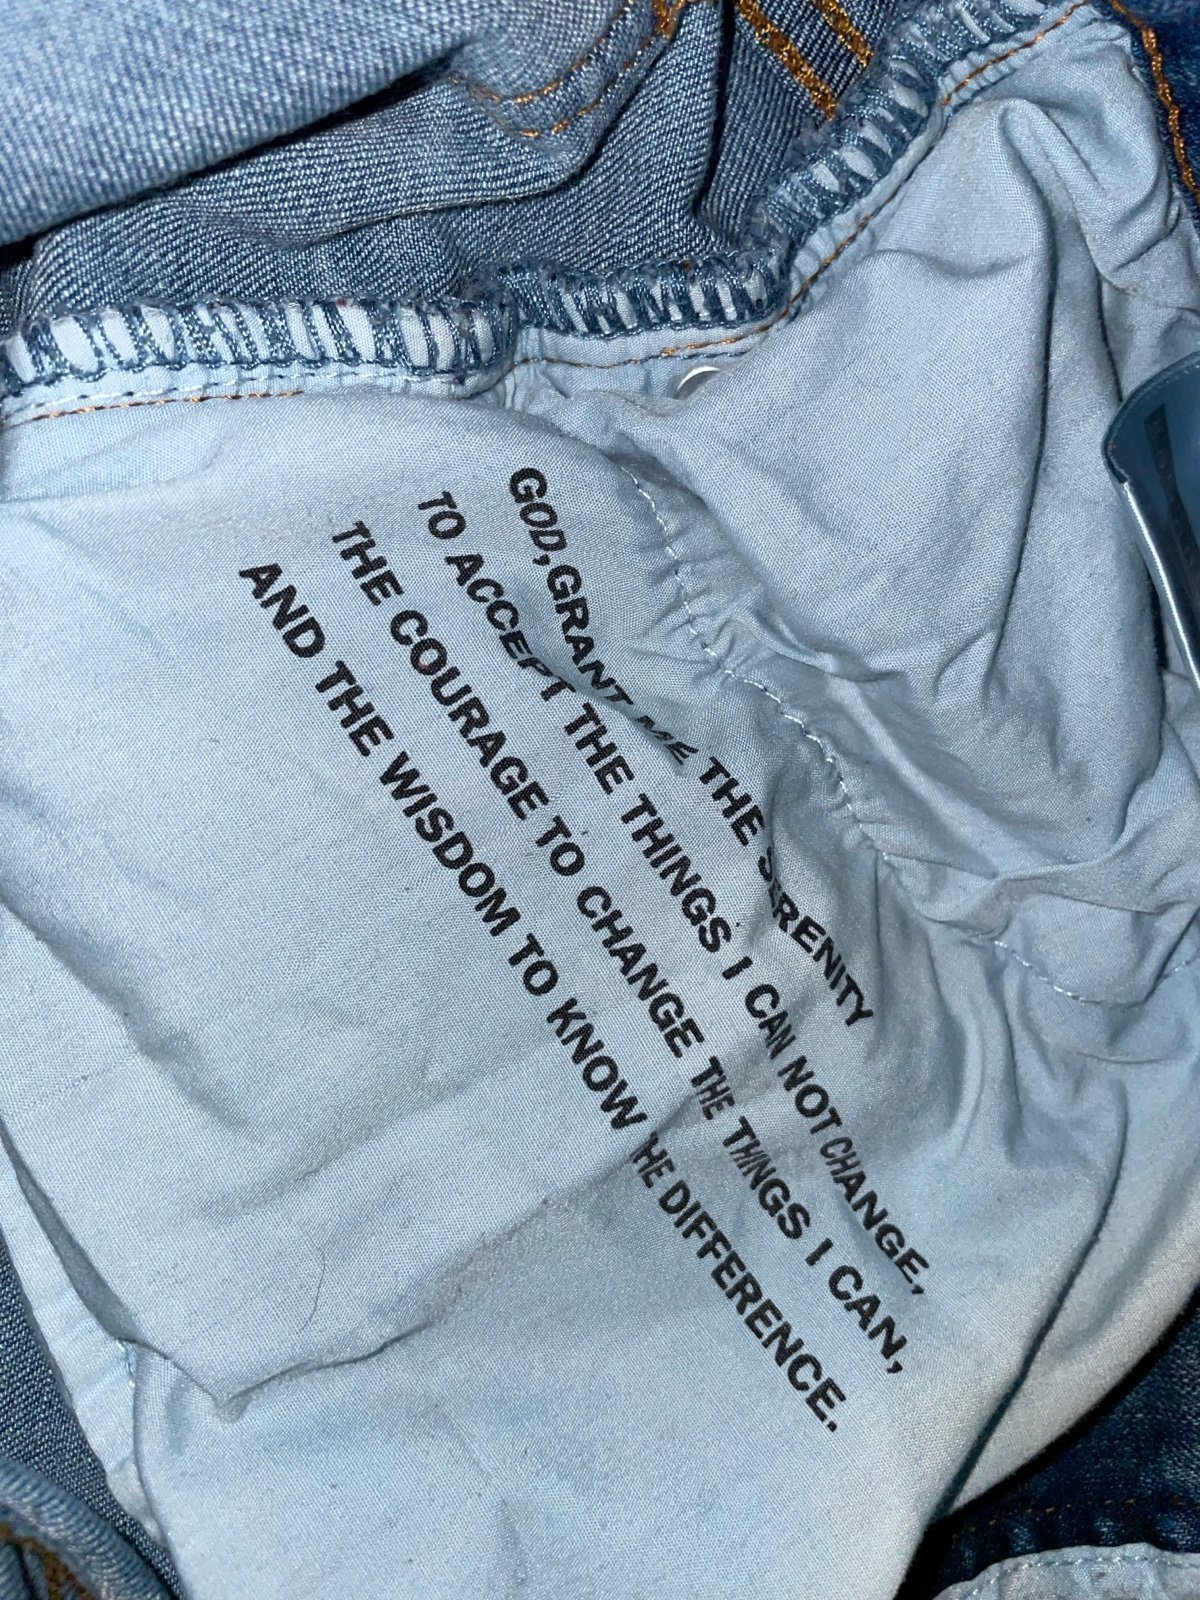 GOD, GRANT ME THE SERENITY
TO ACCEPT THE THINGS I CAN NOT CHANGE,
THE COURAGE TO CHANGE THE THINGS I CAN,
AND THE WISDOM TO KNOW THE DIFFERENCE.